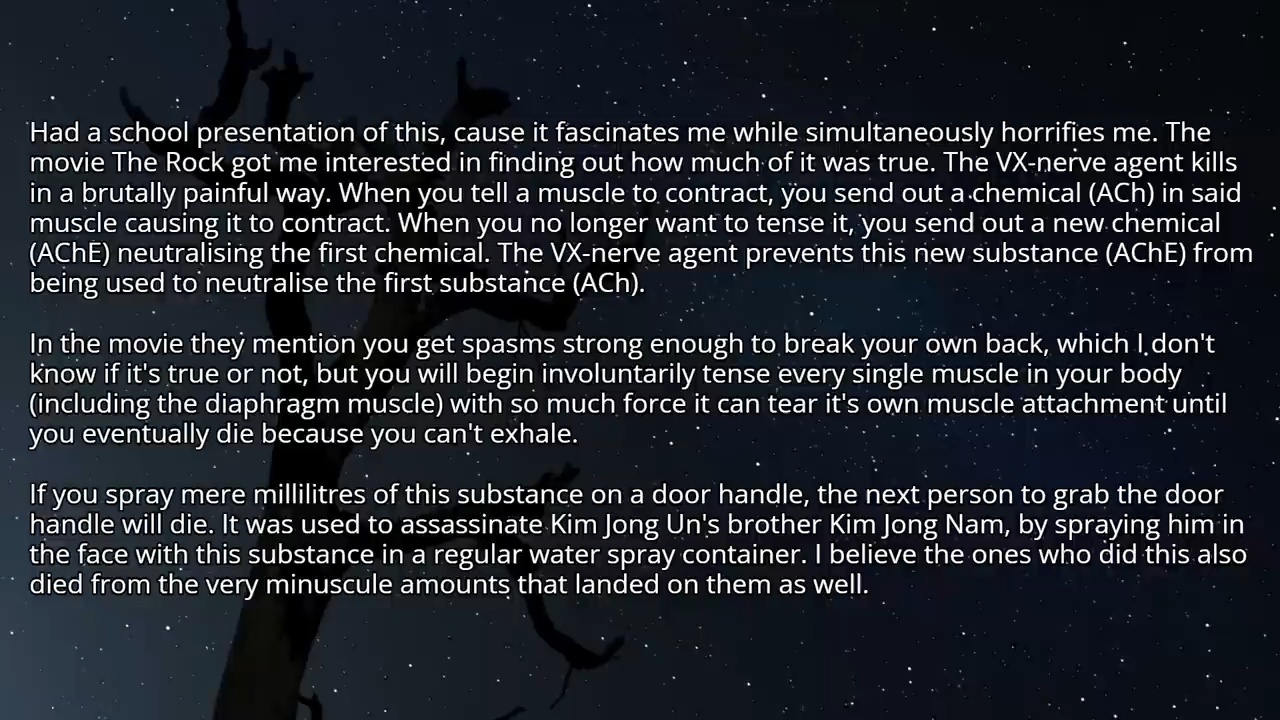 Had a school presentation of this, cause it fascinates me while simultaneously horrifies me. The
movie The Rock got me interested in finding out how much of it was true. The VX-nerve agent kills
in a brutally painful way. When you tell a muscle to contract, you send out a chemical (ACh) in said
muscle causing it to contract. When you no longer want to tense it, you send out a new chemical
(AChE) neutralising the first chemical. The VX-nerve agent prevents this new substance (AChE) from
being used to neutralise the first substance (ACh).
In the movie they mention you get spasms strong enough to break your own back, which I don't
know if it's true or not, but you will begin involuntarily tense every single muscle in your body
(including the diaphragm muscle) with so much force it can tear it's own muscle attachment until
you eventually die because you can't exhale.
If you spray mere millilitres of this substance on a door handle, the next person to grab the door
handle will die. It was used to assassinate Kim Jong Un's brother Kim Jong Nam, by spraying him in
the face with this substance in a regular water spray container. I believe the ones who did this also
died from the very minuscule amounts that landed on them as well.